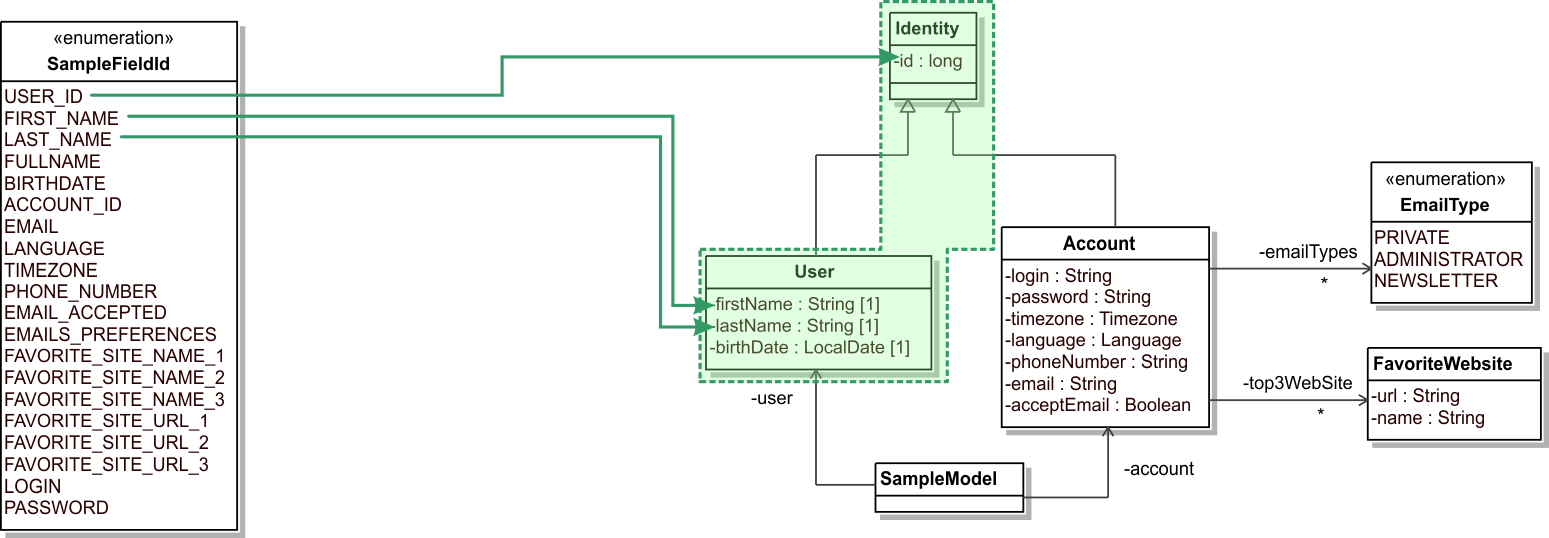 «enumeration»
SampleFieldId
USER_ID
FIRST_NAME
LAST_NAME
FULLNAME
BIRTHDATE
ACCOUNT_ID
EMAIL
LANGUAGE
TIMEZONE
PHONE_NUMBER
EMAIL_ACCEPTED
EMAILS_PREFERENCES
FAVORITE_SITE_NAME_1
FAVORITE_SITE_NAME_2
FAVORITE_SITE_NAME_3
FAVORITE_SITE_URL_1
FAVORITE_SITE_URL_2
FAVORITE_SITE_URL_3
LOGIN
PASSWORD
Identity
-id : long
User
-firstName : String [1]
-lastName : String [1]
-birthDate : LocalDate [1]
-user
SampleModel
-account
Account
-login : String
-password : String
-timezone : Timezone
-language : Language
-phoneNumber : String
-email : String
-acceptEmail : Boolean
-emailTypes
*
-top3WebSite
*
«enumeration»
EmailType
PRIVATE
ADMINISTRATOR
NEWSLETTER
FavoriteWebsite
-url : String
-name : String